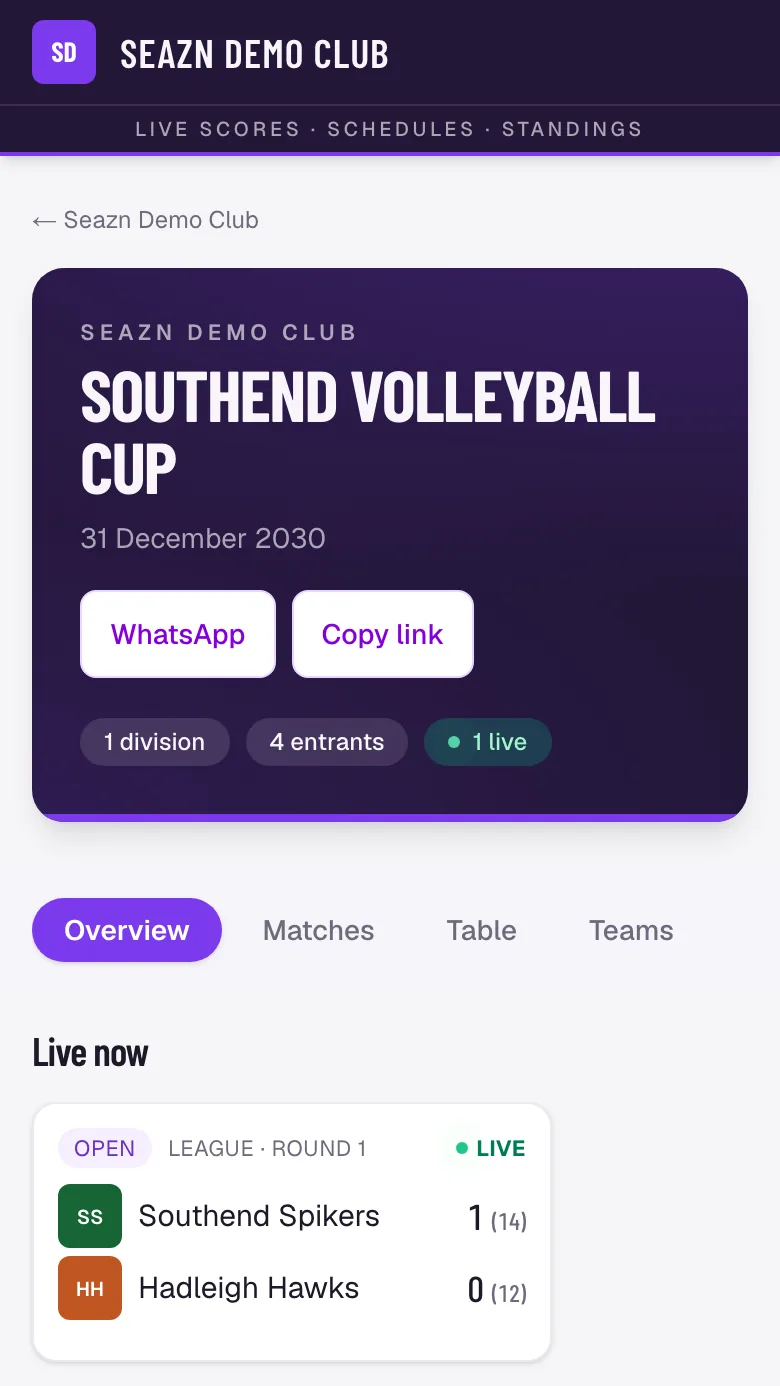 SD SEAZN DEMO CLUB
LIVE SCORES · SCHEDULES · STANDINGS
← Seazn Demo Club
SEAZN DEMO CLUB
SOUTHEND VOLLEYBALL
CUP
31 December 2030
WhatsApp Copy link
1 division 4 entrants 1 live
Overview Matches Table Teams
Live now
OPEN LEAGUE · ROUND 1 LIVE
SS Southend Spikers 1 (14)
HH Hadleigh Hawks 0 (12)